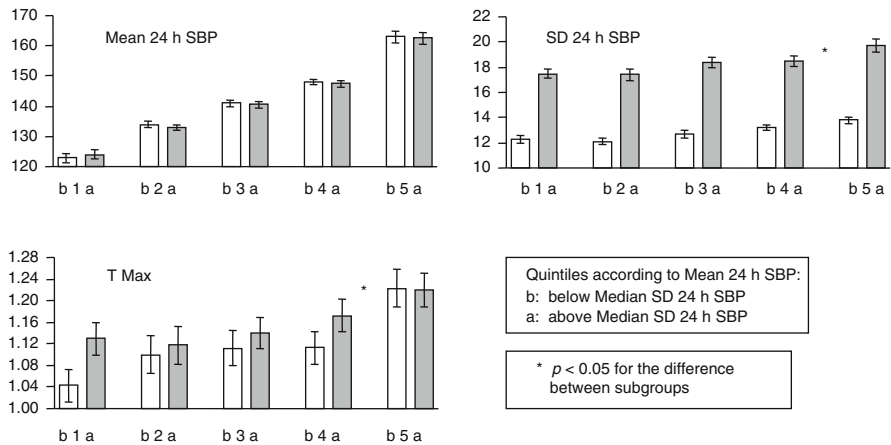 Mean 24 h SBP
170
160
150
140
130
120
b 1 a b 2 a b 3 a b 4 a b 5 a
SD 24 h SBP
22
20
18
16
14
12
10
*
b 1 a b 2 a b 3 a b 4 a b 5 a
T Max
1.28
1.24
1.20
1.16
1.12
1.08
1.04
1.00
*
b 1 a b 2 a b 3 a b 4 a b 5 a
Quintiles according to Mean 24 h SBP:
b: below Median SD 24 h SBP
a: above Median SD 24 h SBP
* p < 0.05 for the difference
between subgroups